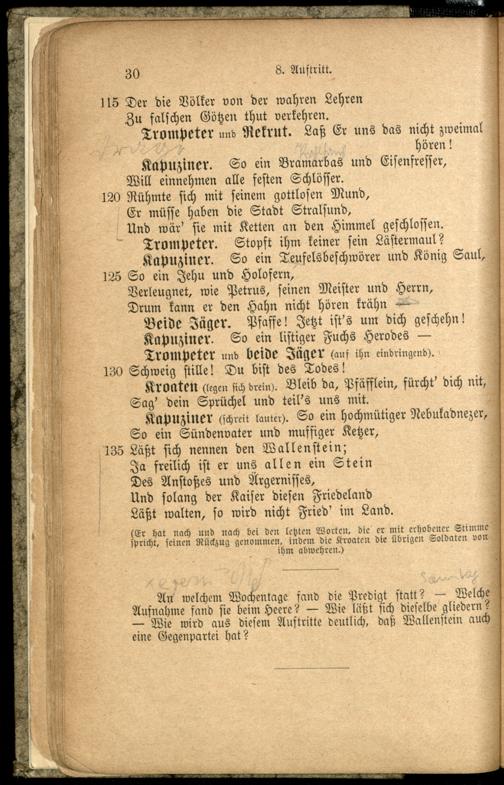 30
8. Auftritt.
115 Der die Völker von der wahren Lehren
Zu falschen Götzen thut verkehren.
Trompeter und Rekrut. Laß Er uns das nicht zweimal
hören!
Kapuziner. So ein Bramarbas und Eisenfresser,
Will einnehmen alle festen Schlösser.
120 Rühmte sich mit seinem gottlosen Mund,
Er müsse haben die Stadt Stralsund,
Und wär' sie mit Ketten an den Himmel geschlossen.
Trompeter. Stopft ihm keiner sein Lästermaul?
Kapuziner. So ein Teufelsbeschwörer und König Saul,
125 So ein Jehu und Holofern,
Verleugnet, wie Petrus, seinen Meister und Herrn,
Drum kann er den Hahn nicht hören krähn
Beide Jäger. Pfaffe! Jetzt ist's um dich geschehn!
Kapuziner. So ein listiger Fuchs Herodes —
Trompeter und beide Jäger (auf ihn eindringend).
130 Schweig stille! Du bist des Todes!
Kroaten (legen sich drein). Bleib da, Pfäfflein, fürcht' dich nit,
Sag' dein Sprüchel und teil's uns mit.
Kapuziner (schreit lauter). So ein hochmütiger Nebukadnezer,
So ein Sündenvater und muffiger Ketzer,
135 Läßt sich nennen den Wallenstein;
Ja freilich ist er uns allen ein Stein
Des Anstoßes und Ärgernisses,
Und solang der Kaiser diesen Friedeland
Läßt walten, so wird nicht Fried' im Land.
(Er hat nach und nach bei den letzten Worten, die er mit erhobener Stimme
spricht, seinen Rückzug genommen, indem die Kroaten die übrigen Soldaten von
ihm abwehren.)
Sonntag
An welchem Wochentage fand die Predigt statt? — Welche
Aufnahme fand sie beim Heere? — Wie läßt sich dieselbe gliedern?
— Wie wird aus diesem Auftritte deutlich, daß Wallenstein auch
eine Gegenpartei hat?